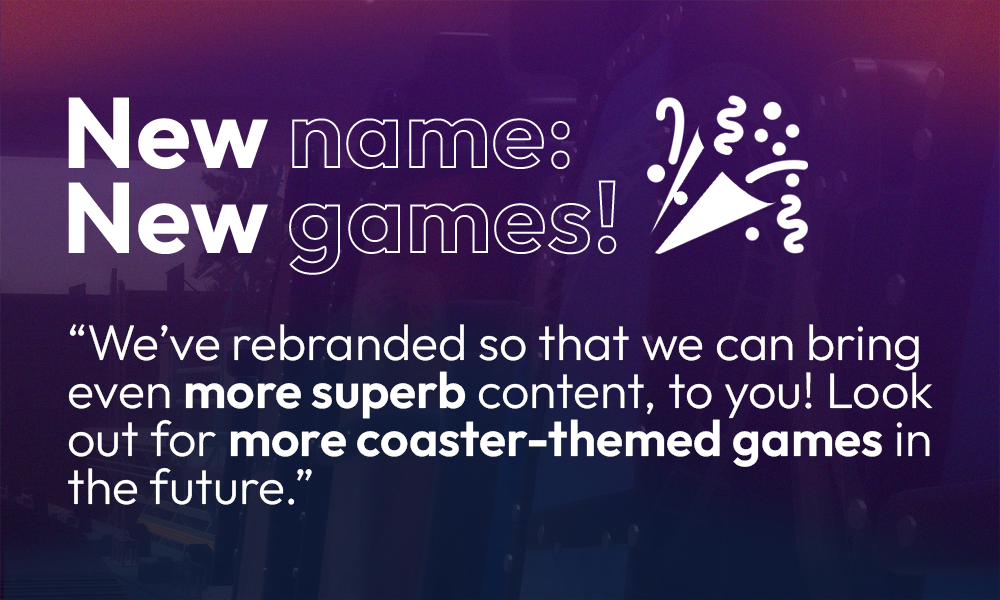 New name:
New games!
“We’ve rebranded so that we can bring
even more superb content, to you! Look
out for more coaster-themed games in
the future.”